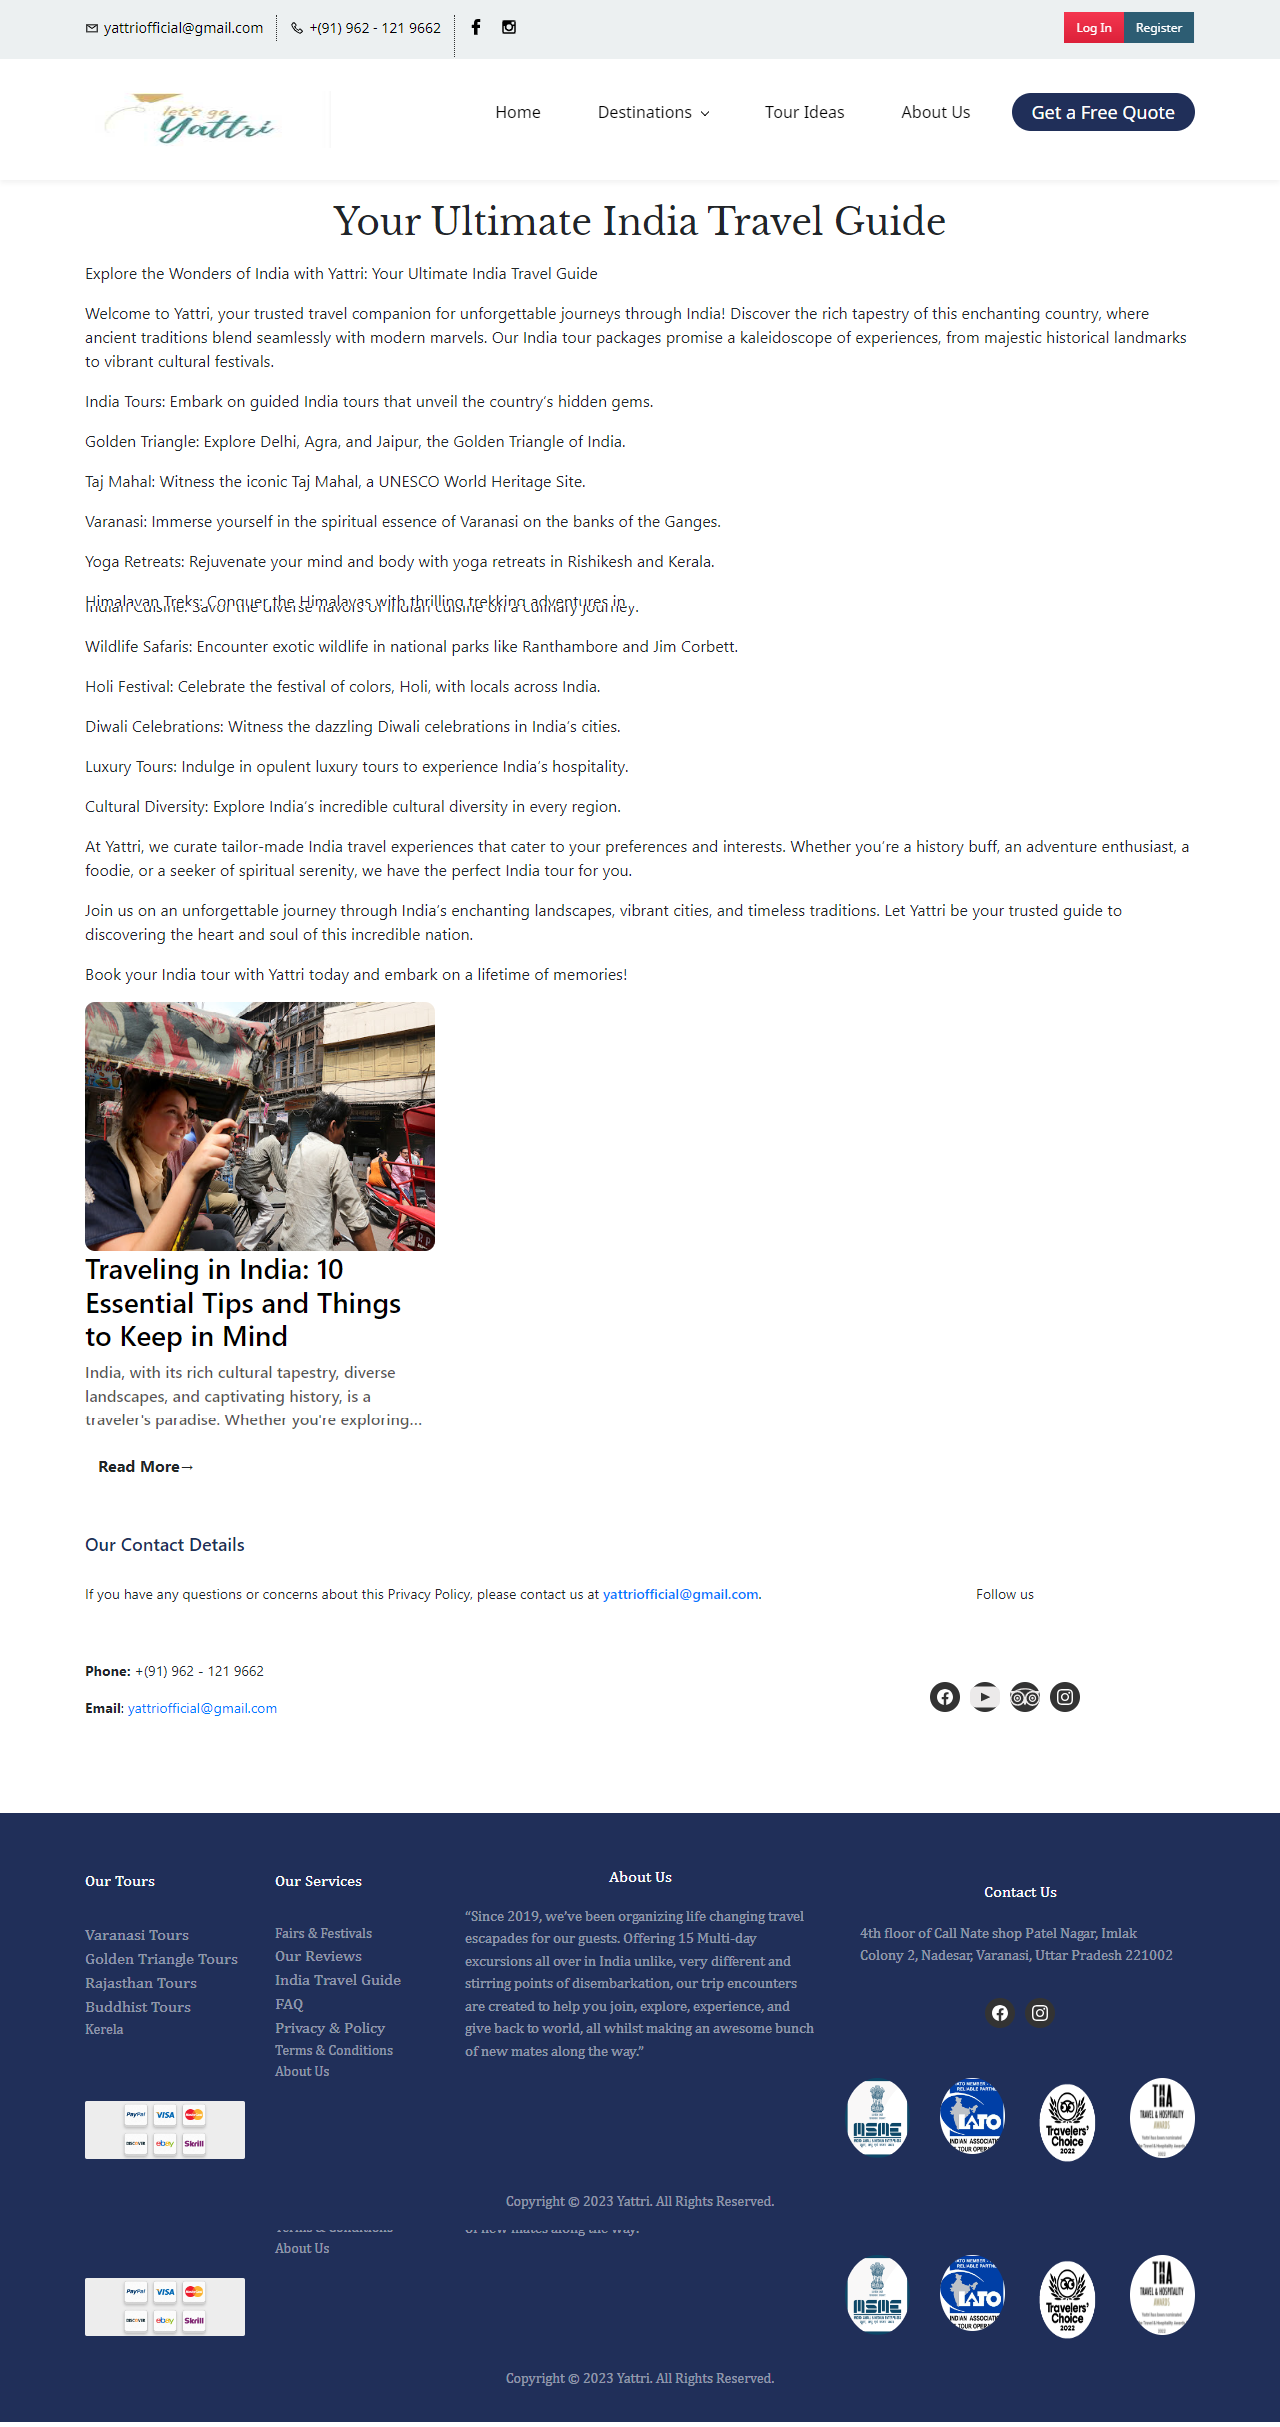 yattriofficial@gmail.com
+(91) 962 - 121 9662
Log In
Register
let's go
Yattri
Home
Destinations
Tour Ideas
About Us
Get a Free Quote
Your Ultimate India Travel Guide
Explore the Wonders of India with Yattri: Your Ultimate India Travel Guide
Welcome to Yattri, your trusted travel companion for unforgettable journeys through India! Discover the rich tapestry of this enchanting country, where
ancient traditions blend seamlessly with modern marvels. Our India tour packages promise a kaleidoscope of experiences, from majestic historical landmarks
to vibrant cultural festivals.
India Tours: Embark on guided India tours that unveil the country's hidden gems.
Golden Triangle: Explore Delhi, Agra, and Jaipur, the Golden Triangle of India.
Taj Mahal: Witness the iconic Taj Mahal, a UNESCO World Heritage Site.
Varanasi: Immerse yourself in the spiritual essence of Varanasi on the banks of the Ganges.
Yoga Retreats: Rejuvenate your mind and body with yoga retreats in Rishikesh and Kerala.
Himalayan Treks: Conquer the Himalayas with thrilling trekking adventures in
Indian Cuisine: Savor the diverse flavors of Indian cuisine on a culinary journey.
Wildlife Safaris: Encounter exotic wildlife in national parks like Ranthambore and Jim Corbett.
Holi Festival: Celebrate the festival of colors, Holi, with locals across India.
Diwali Celebrations: Witness the dazzling Diwali celebrations in India's cities.
Luxury Tours: Indulge in opulent luxury tours to experience India's hospitality.
Cultural Diversity: Explore India's incredible cultural diversity in every region.
At Yattri, we curate tailor-made India travel experiences that cater to your preferences and interests. Whether you're a history buff, an adventure enthusiast, a
foodie, or a seeker of spiritual serenity, we have the perfect India tour for you.
Join us on an unforgettable journey through India's enchanting landscapes, vibrant cities, and timeless traditions. Let Yattri be your trusted guide to
discovering the heart and soul of this incredible nation.
Book your India tour with Yattri today and embark on a lifetime of memories!
Traveling in India: 10
Essential Tips and Things
to Keep in Mind
India, with its rich cultural tapestry, diverse
landscapes, and captivating history, is a
traveler's paradise. Whether you're exploring...
Read More→
Our Contact Details
If you have any questions or concerns about this Privacy Policy, please contact us at yattriofficial@gmail.com.
Follow us
Phone: +(91) 962 - 121 9662
Email: yattriofficial@gmail.com
Our Tours
Varanasi Tours
Golden Triangle Tours
Rajasthan Tours
Buddhist Tours
Kerela
PayPal VISA
DISCOVER ebay Skrill
Our Services
Fairs & Festivals
Our Reviews
India Travel Guide
FAQ
Privacy & Policy
Terms & Conditions
About Us
About Us
“Since 2019, we’ve been organizing life changing travel
escapades for our guests. Offering 15 Multi-day
excursions all over in India unlike, very different and
stirring points of disembarkation, our trip encounters
are created to help you join, explore, experience, and
give back to world, all whilst making an awesome bunch
of new mates along the way.”
Contact Us
4th floor of Call Nate shop Patel Nagar, Imlak
Colony 2, Nadesar, Varanasi, Uttar Pradesh 221002
MSME
IATO
INDIAN ASSOCIAT
TOUR OPER
Travelers'
Choice
2022
THA
TRAVEL & HOSPITALITY
AWARDS
Copyright © 2023 Yattri. All Rights Reserved.
Terms & Conditions
of new mates along the way.
About Us
PayPal VISA
DISCOVER ebay Skrill
MSME
IATO
INDIAN ASSOCIAT
TOUR OPER
Travelers'
Choice
2022
THA
TRAVEL & HOSPITALITY
AWARDS
Copyright © 2023 Yattri. All Rights Reserved.